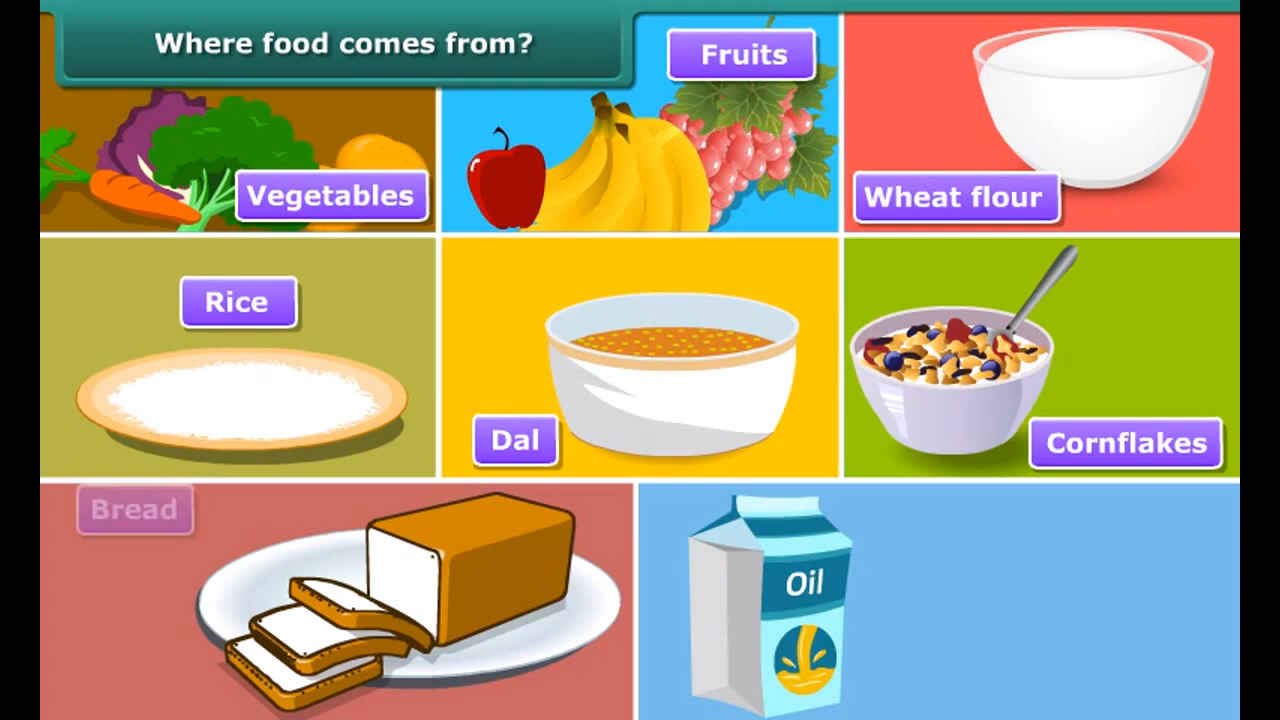 Where food comes from?
Fruits
Vegetables
Wheat flour
Rice
Dal
Cornflakes
Bread
Oil